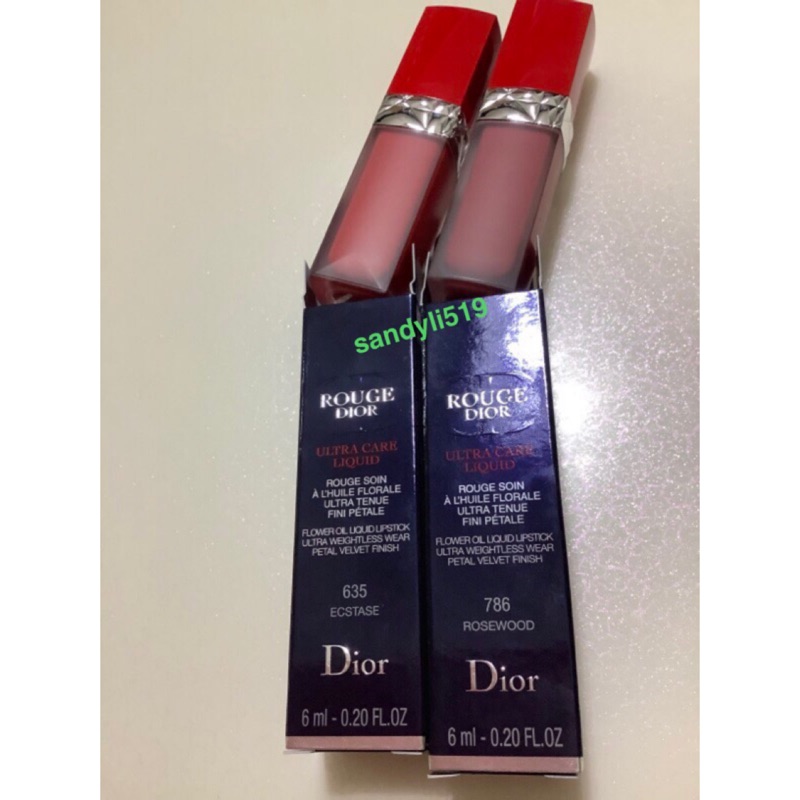 sandyli519
ROUGE
DIOR
ULTRA CARE
LIQUID
ROUGE SOIN
À L'HUILE FLORALE
ULTRA TENUE
FINI PÉTALE
FLOWER OIL LIQUID LIPSTICK
ULTRA WEIGHTLESS WEAR
PETAL VELVET FINISH
635
ECSTASE
Dior
6 ml - 0.20 FL.OZ
ROUGE
DIOR
ULTRA CARE
LIQUID
ROUGE SOIN
À L'HUILE FLORALE
ULTRA TENUE
FINI PÉTALE
FLOWER OIL LIQUID LIPSTICK
ULTRA WEIGHTLESS WEAR
PETAL VELVET FINISH
786
ROSEWOOD
Dior
6 ml - 0.20 FL.OZ